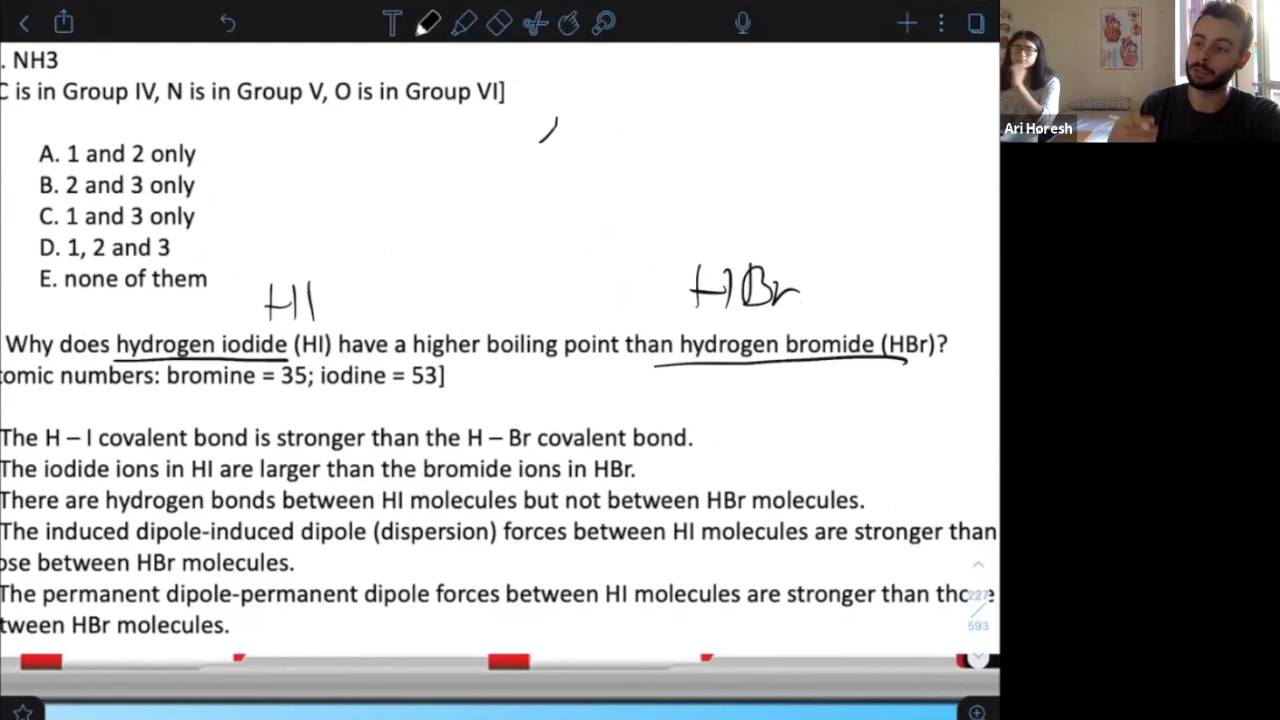 . NH3
C is in Group IV, N is in Group V, O is in Group VI]
A. 1 and 2 only
B. 2 and 3 only
C. 1 and 3 only
D. 1, 2 and 3
E. none of them
HI
HBr
Why does hydrogen iodide (HI) have a higher boiling point than hydrogen bromide (HBr)?
tomic numbers: bromine = 35; iodine = 53]
The H – I covalent bond is stronger than the H – Br covalent bond.
The iodide ions in HI are larger than the bromide ions in HBr.
There are hydrogen bonds between HI molecules but not between HBr molecules.
The induced dipole-induced dipole (dispersion) forces between HI molecules are stronger than
ose between HBr molecules.
The permanent dipole-permanent dipole forces between HI molecules are stronger than
tween HBr molecules.
227
593
T
Ari Horesh